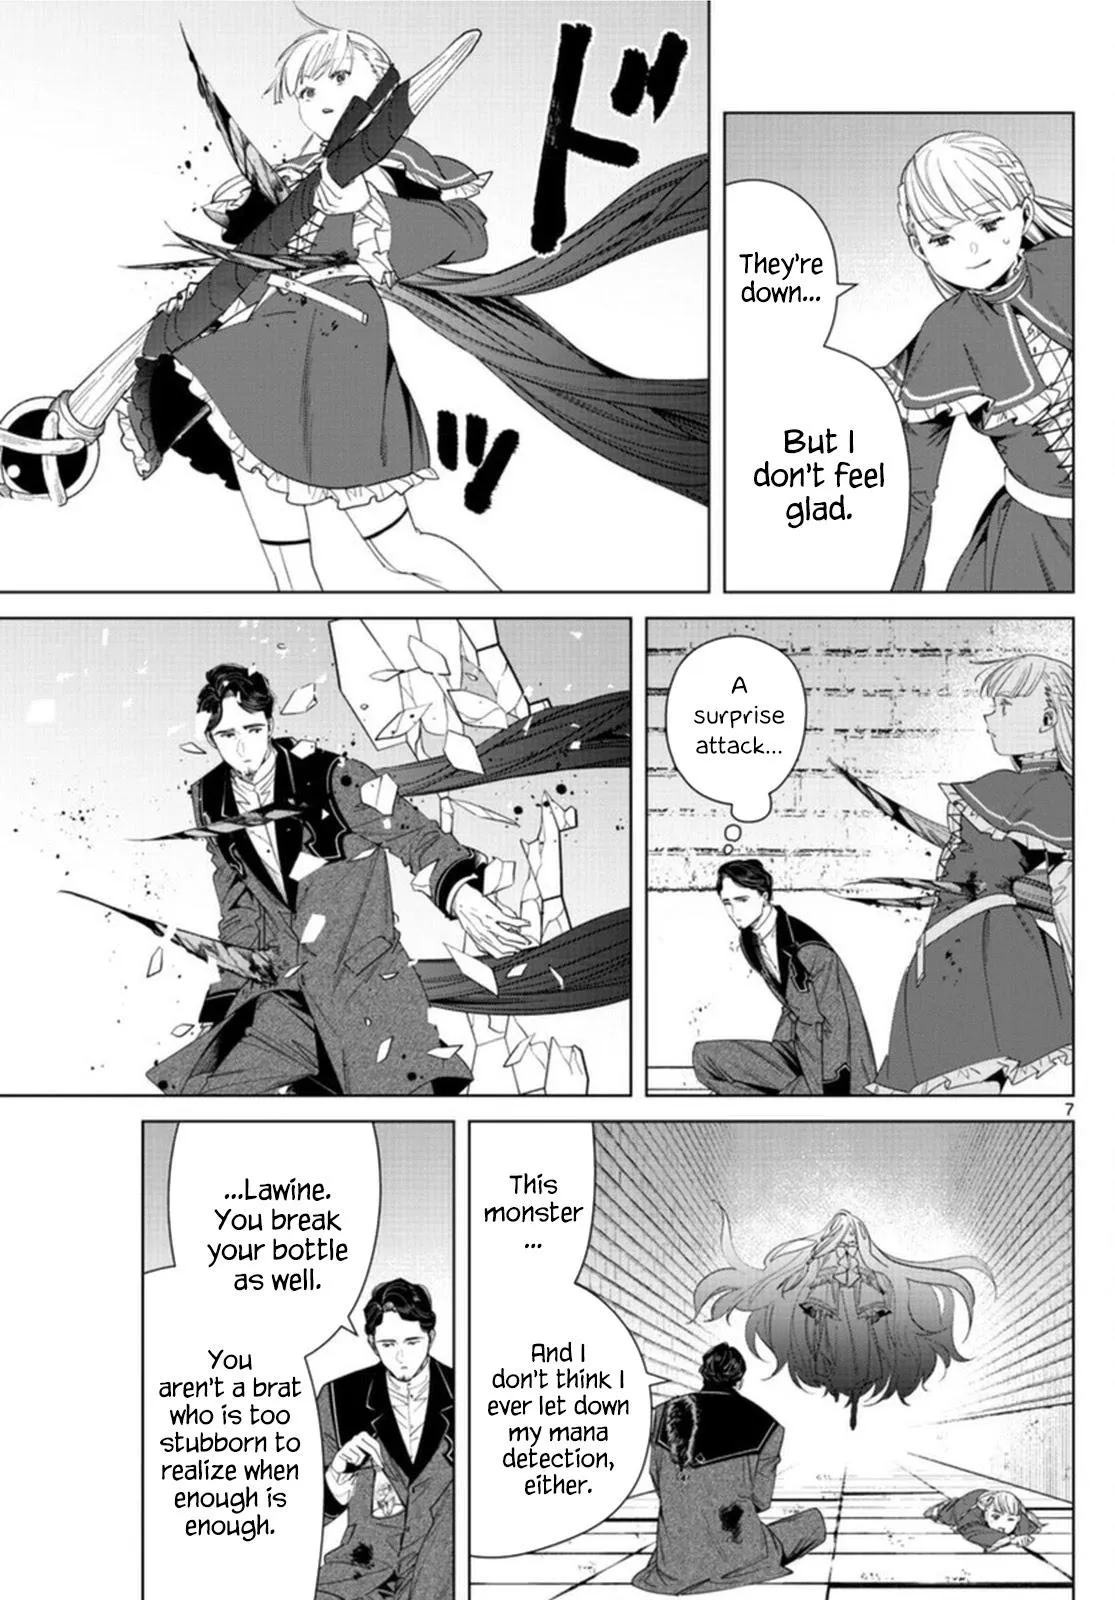 They're
down...
But I
don't feel
glad.
ドドッ
A
surprise
attack...
7
This
monster
...
And I
don't think I
ever let down
my mana
detection,
either.
...Lawine.
You break
your bottle
as well.
You
aren't a brat
who is too
stubborn to
realize when
enough is
enough.